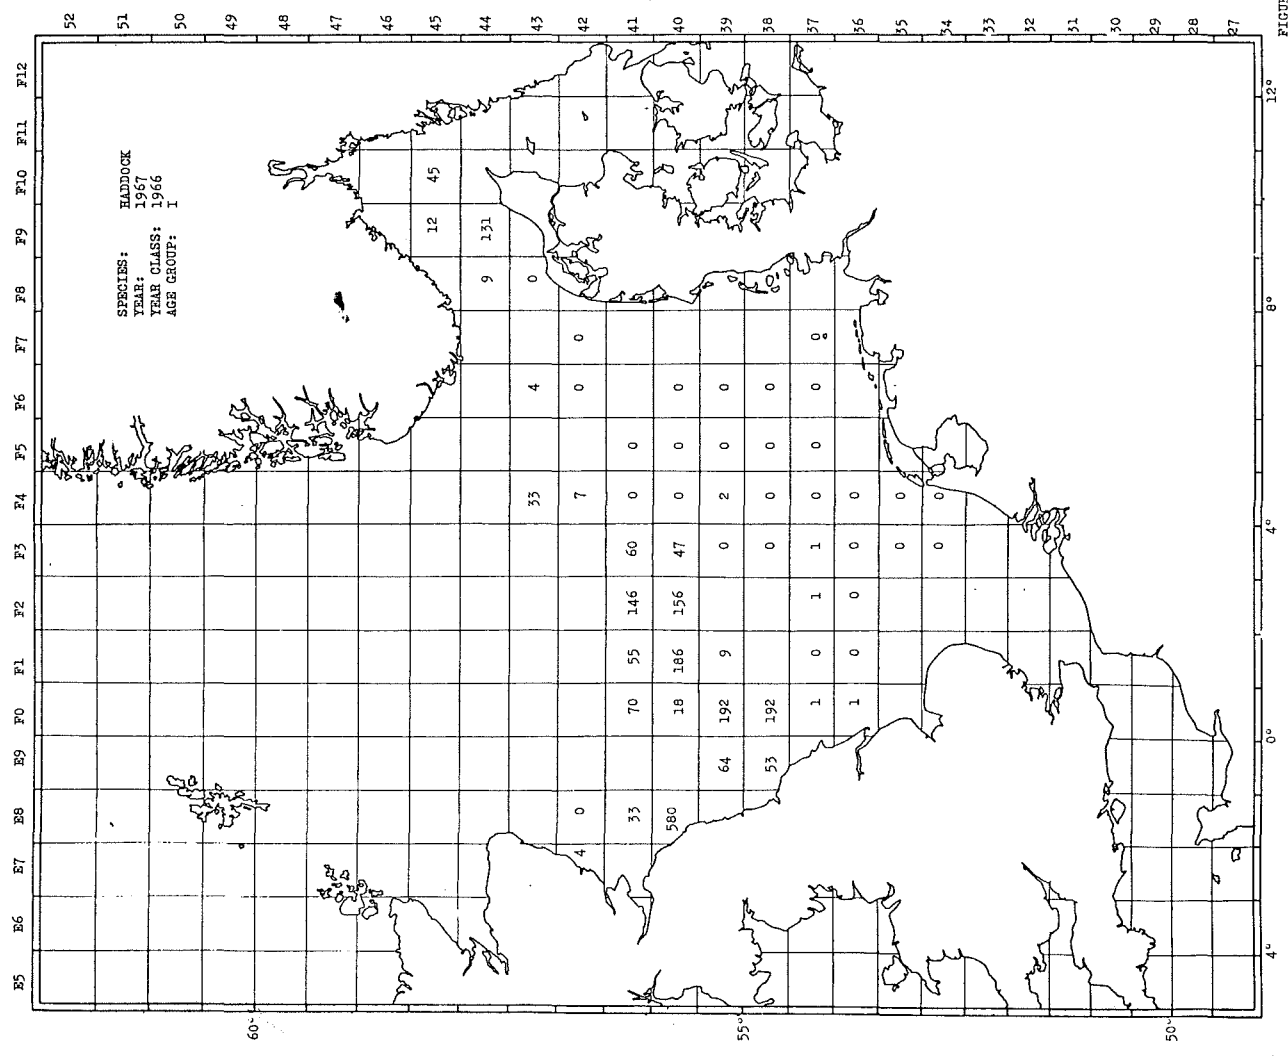 E5 E6 E7 E8 E9 F0 F1 F2 F3 F4 F5 F6 F7 F8 F9 F10 F11 F12
52
51
SPECIES: HADDOCK
YEAR: 1967
YEAR CLASS: 1966
AGE GROUP: I
50
49
60°
48
47
46
12 45 45
9 131 44
33 4 0 43
4 0 7 0 0 42
33 70 55 146 60 0 0 41
580 18 186 156 47 0 0 0 40
64 192 9 0 2 0 0 39
55°
53 192 0 0 0 0 38
1 0 1 1 0 0 0 0 37
1 0 0 0 0 36
0 0 35
0 0 34
33
32
31
30
50°
29
28
27
4° 0° 4° 8° 12°
FIGURE